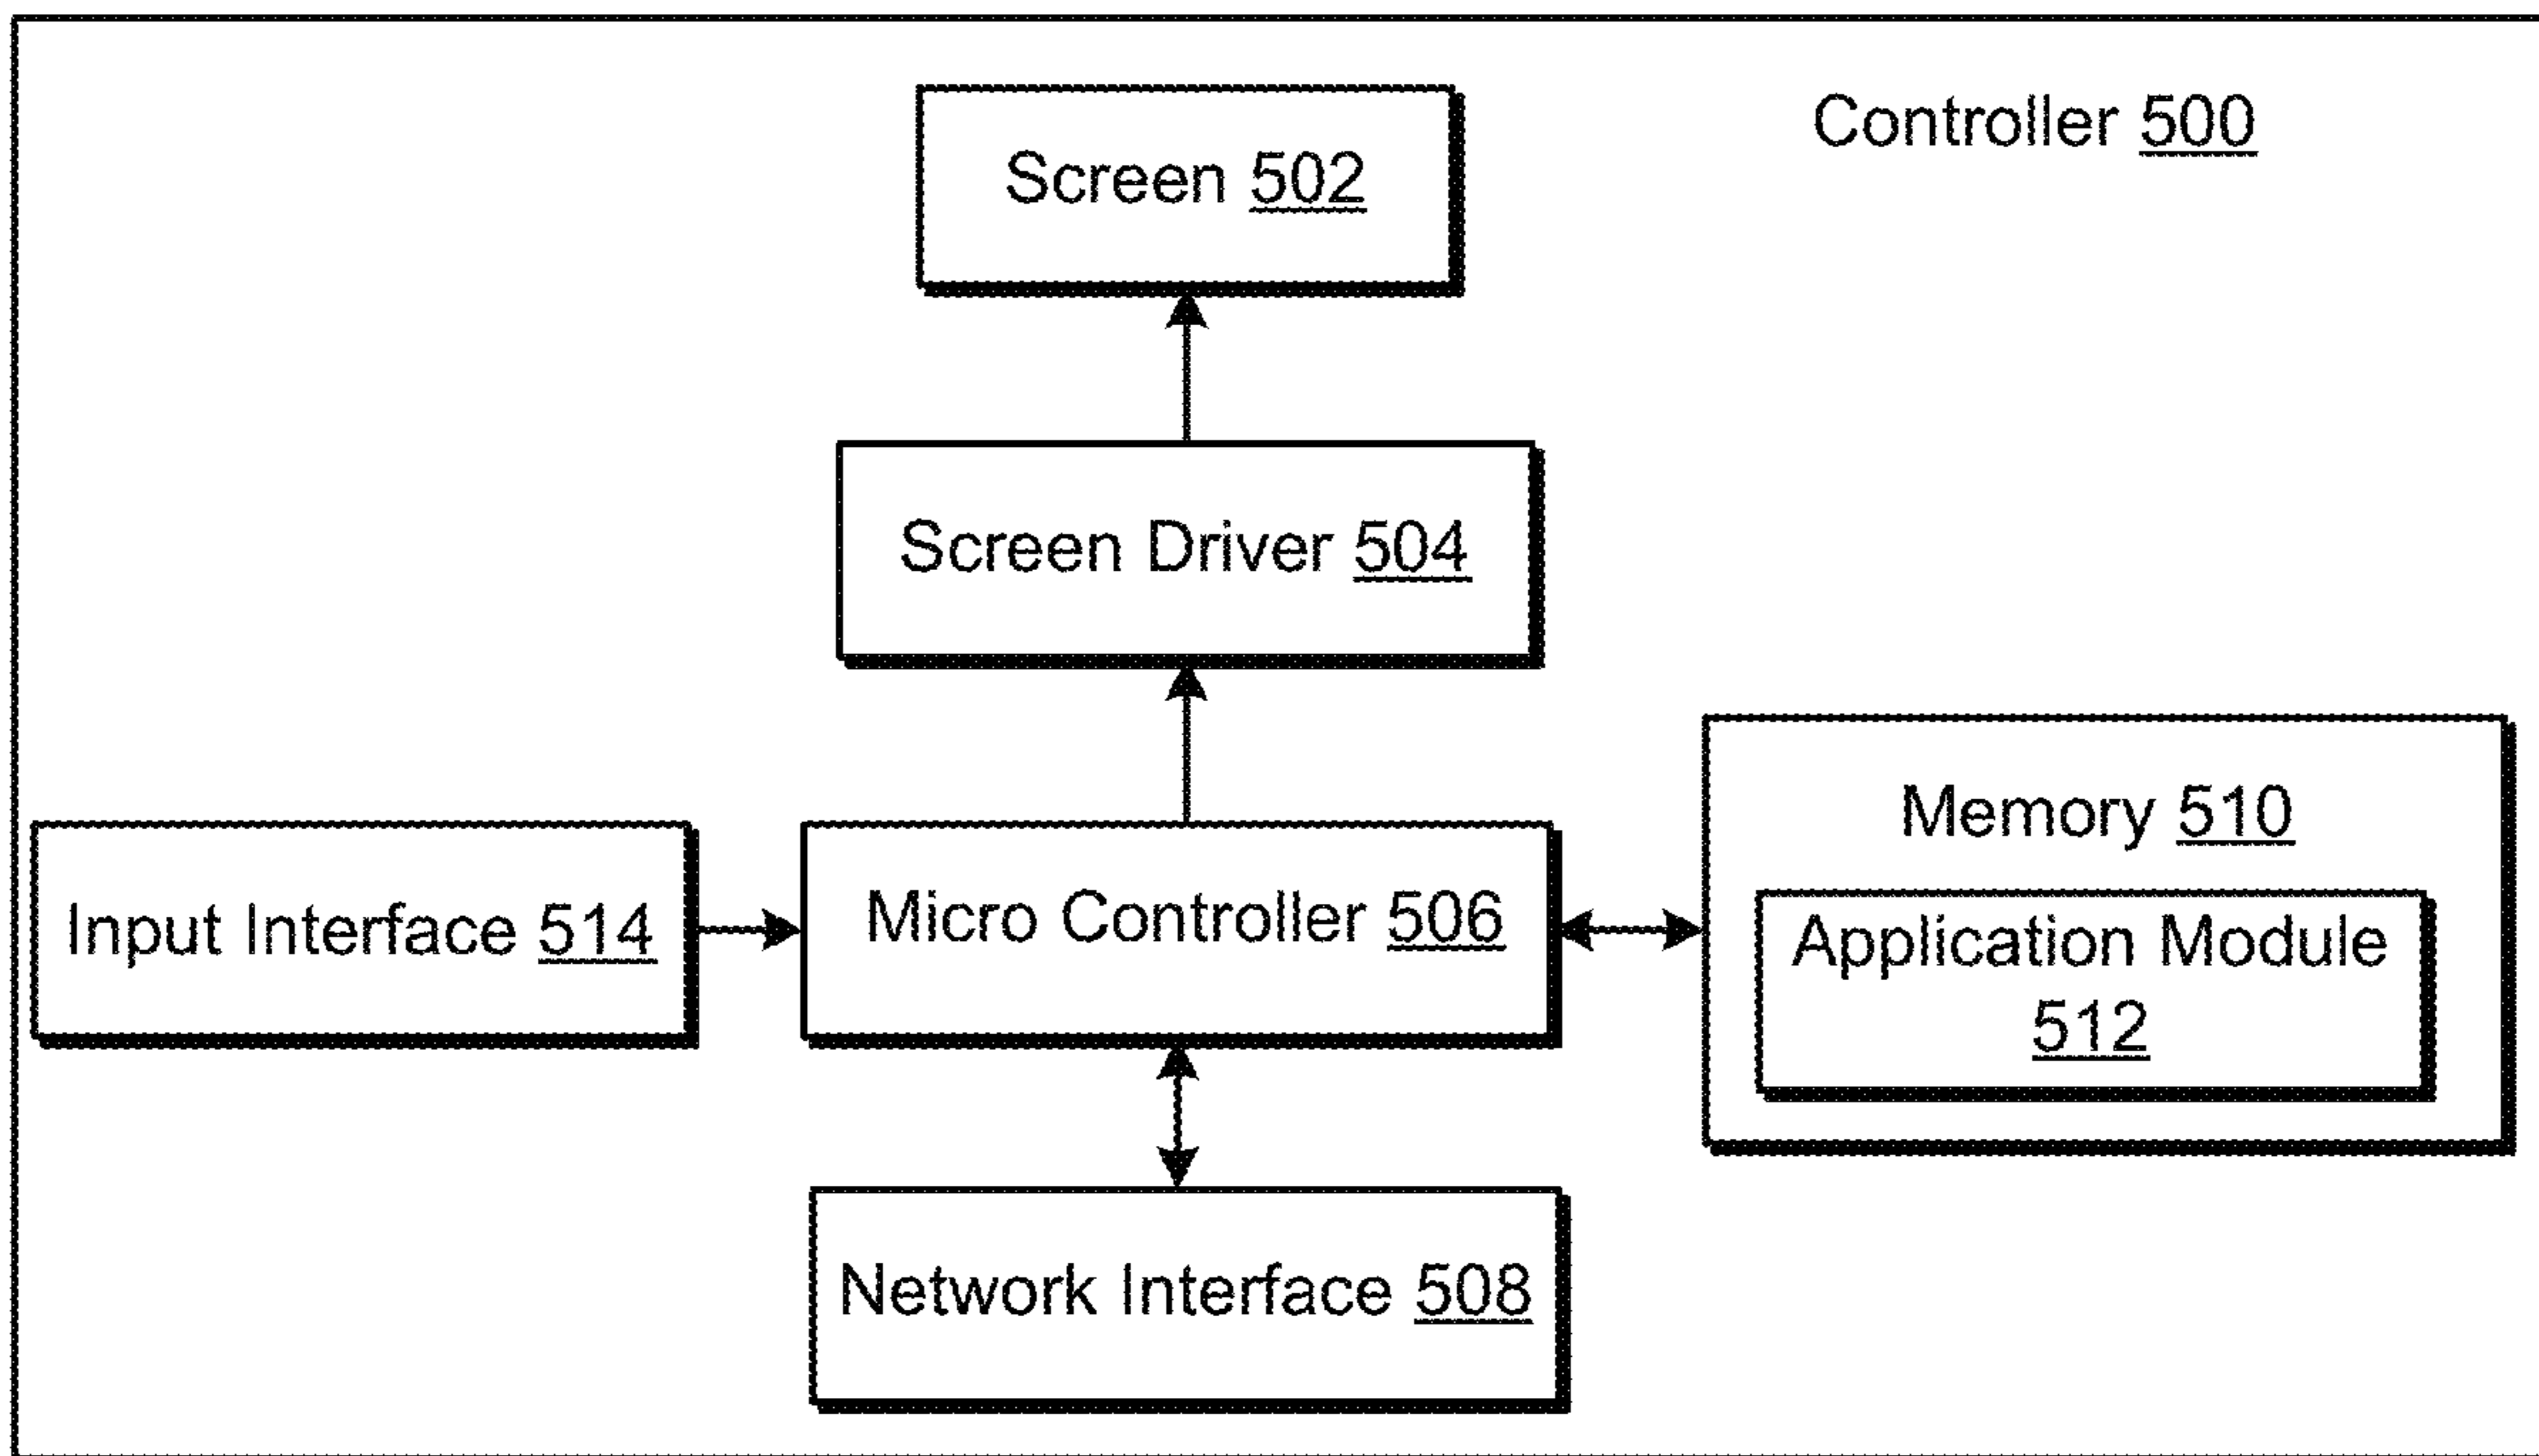 Controller 500
Screen 502
Screen Driver 504
Input Interface 514
Micro Controller 506
Memory 510
Application Module
512
Network Interface 508